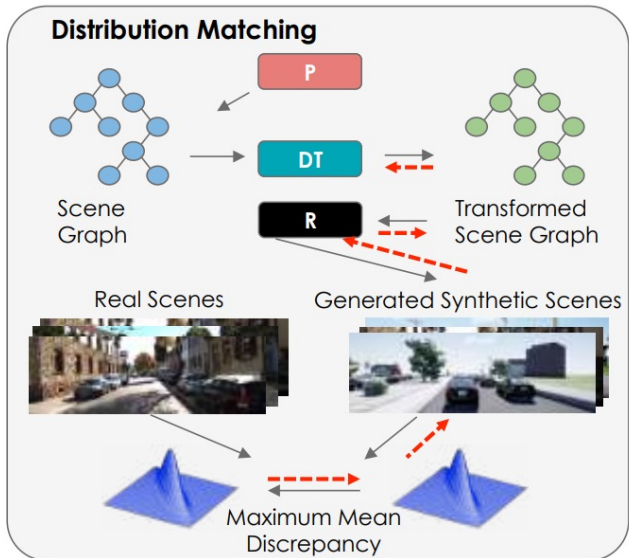 Distribution Matching
P
DT
Scene
Graph
R
Transformed
Scene Graph
Real Scenes
Generated Synthetic Scenes
Maximum Mean
Discrepancy